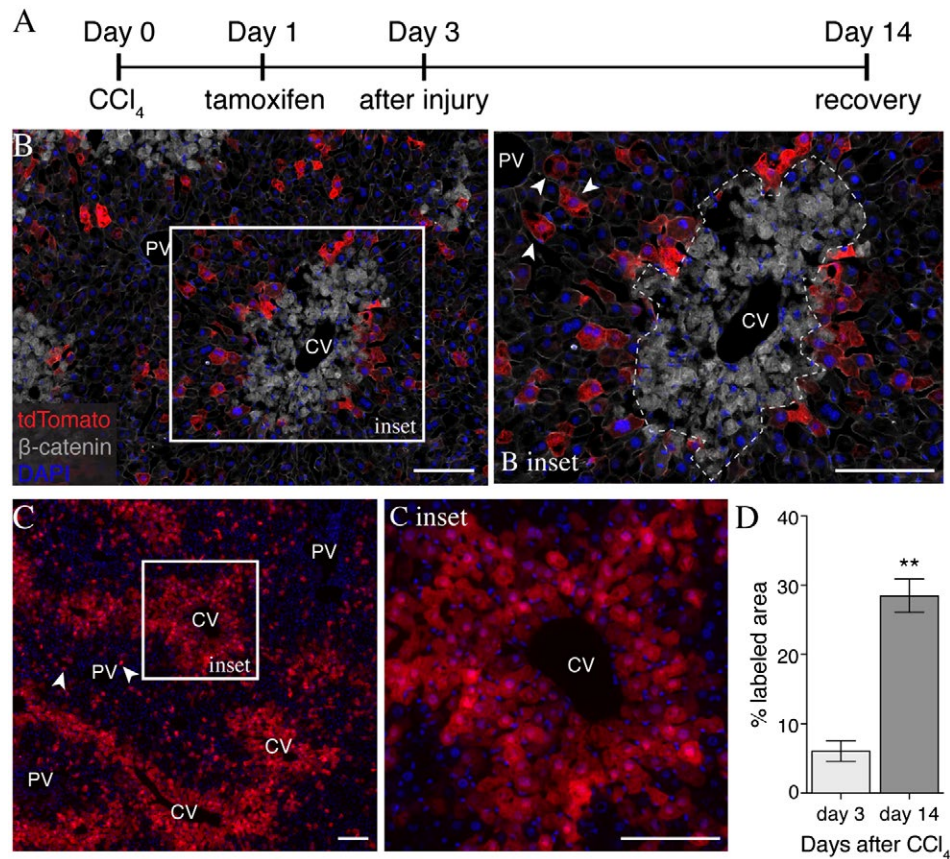 A
Day 0 Day 1 Day 3 Day 14
CCl₄ tamoxifen after injury recovery
B
PV
CV
inset
tdTomato
β-catenin
DAPI
PV
CV
B inset
C
PV
CV
inset
PV
CV
PV
CV
C inset
CV
D
% labeled area
40
30
20
10
0
**
day 3 day 14
Days after CCl₄